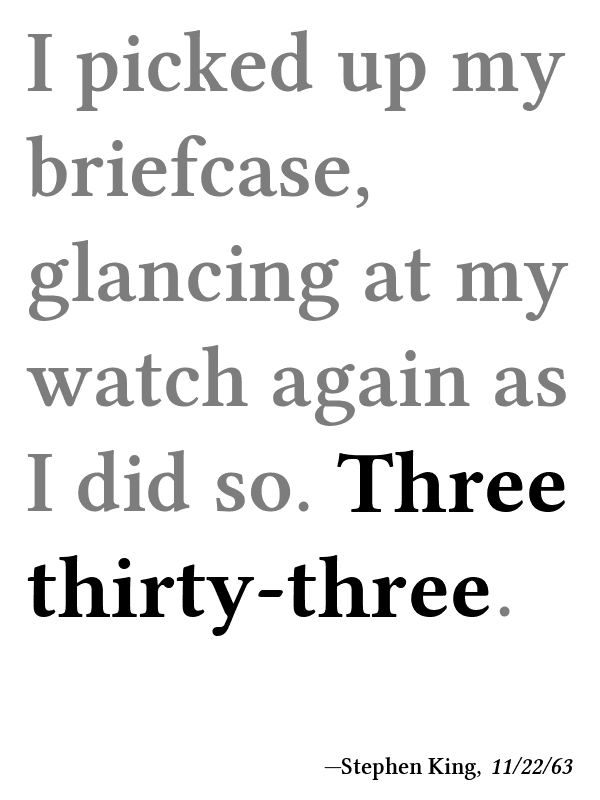 I picked up my
briefcase,
glancing at my
watch again as
I did so. Three
thirty-three.
—Stephen King, 11/22/63